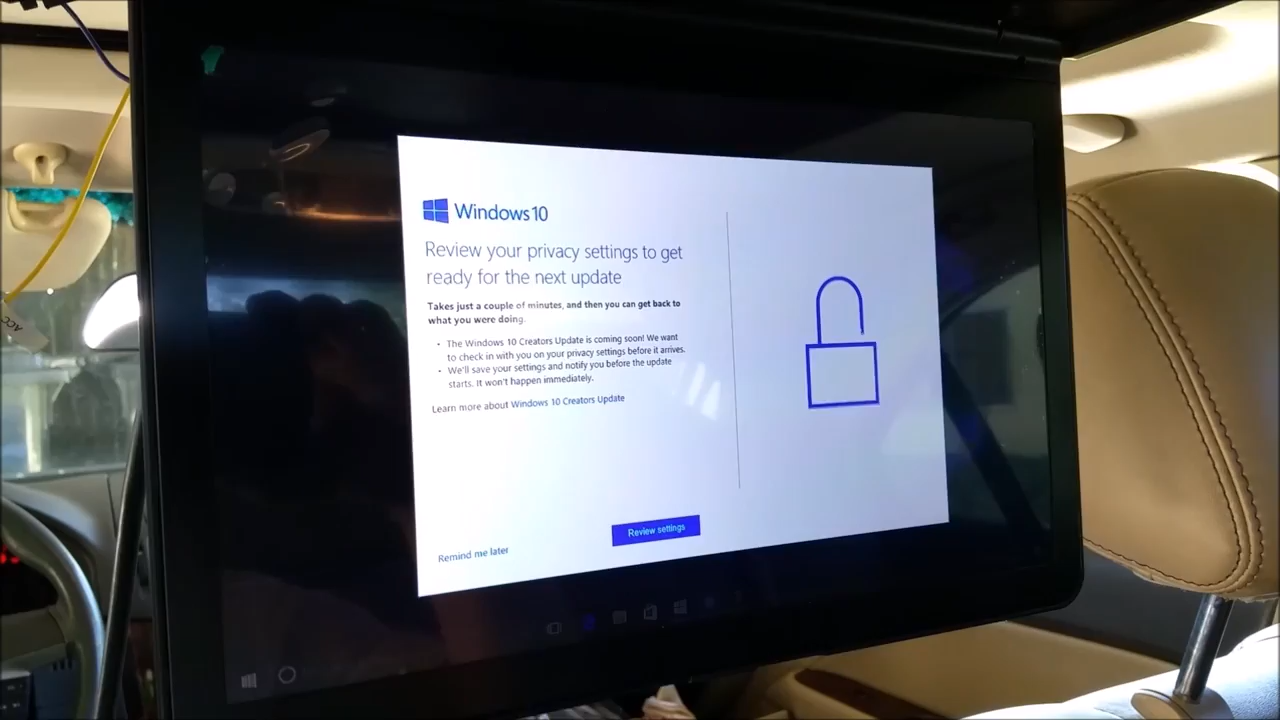 Windows 10
Review your privacy settings to get
ready for the next update
Takes just a couple of minutes, and then you can get back to
what you were doing.
• The Windows 10 Creators Update is coming soon! We want
to check in with you on your privacy settings before it arrives.
• We'll save your settings and notify you before the update
starts. It won't happen immediately.
Learn more about Windows 10 Creators Update
Review settings
Remind me later
ACC